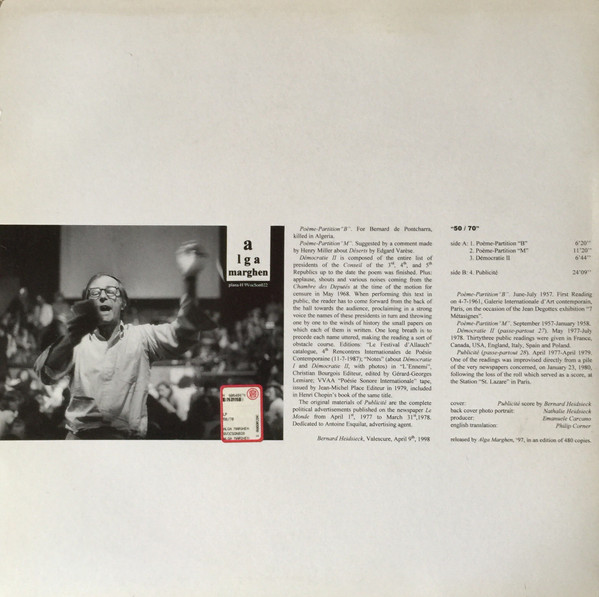 a
l g a
marghen
Poème-Partition "B". For Bernard de Pontcharra,
killed in Algeria.
Poème-Partition "M". Suggested by a comment made
by Henry Miller about Déserts by Edgard Varèse.
Démocratie II is composed of the entire list of
presidents of the Conseil of the 3rd, 4th, and 5th
Republics up to the date the poem was finished. Plus:
applause, shouts and various noises coming from the
Chambre des Deputés at the time of the motion for
censure in May 1968. When performing this text in
public, the reader has to come forward from the back of
the hall towards the audience, proclaiming in a strong
voice the names of these presidents in turn and throwing
one by one to the winds of history the small papers on
which each of them is written. One long breath is to
precede each name uttered, making the reading a sort of
obstacle course. Editions: "Le Festival d'Allauch"
catalogue, 4th Rencontres Internationales de Poésie
Contemporaine (11-7-1987); "Notes" (about Démocratie
I and Démocratie II, with photos) in "L'Ennemi",
Christian Bourgois Editeur, edited by Gérard-Georges
Lemaire; VVAA "Poésie Sonore Internationale" tape,
issued by Jean-Michel Place Editor in 1979, included
in Henri Chopin's book of the same title.
The original materials of Publicité are the complete
political advertisements published on the newspaper Le
Monde from April 1st, 1977 to March 31st,1978.
Dedicated to Antoine Esquilat, advertising agent.
Bernard Heidsieck, Valescure, April 9th, 1998
"50 / 70"
side A: 1. Poème-Partition "B" 6'20"
2. Poème-Partition "M" 11'20"
3. Démocratie II 6'44"
side B: 4. Publicité 24'09"
Poème-Partition "B". June-July 1957. First Reading
on 4-7-1961, Galerie Internationale d'Art contemporain,
Paris, on the occasion of the Jean Degottex exhibition "7
Métasignes".
Poème-Partition "M". September 1957-January 1958.
Démocratie II (passe-partout 27). May 1977-July
1978. Thirtythree public readings were given in France,
Canada, USA, England, Italy, Spain and Poland.
Publicité (passe-partout 28). April 1977-April 1979.
One of the readings was improvised directly from a pile
of the very newspapers concerned, on January 23, 1980,
following the loss of the roll which served as a score, at
the Station "St. Lazare" in Paris.
cover: Publicité score by Bernard Heidsieck
back cover photo portrait: Nathalie Heidsieck
producer: Emanuele Carcano
english translation: Philip Corner
released by Alga Marghen, '97, in an edition of 480 copies.